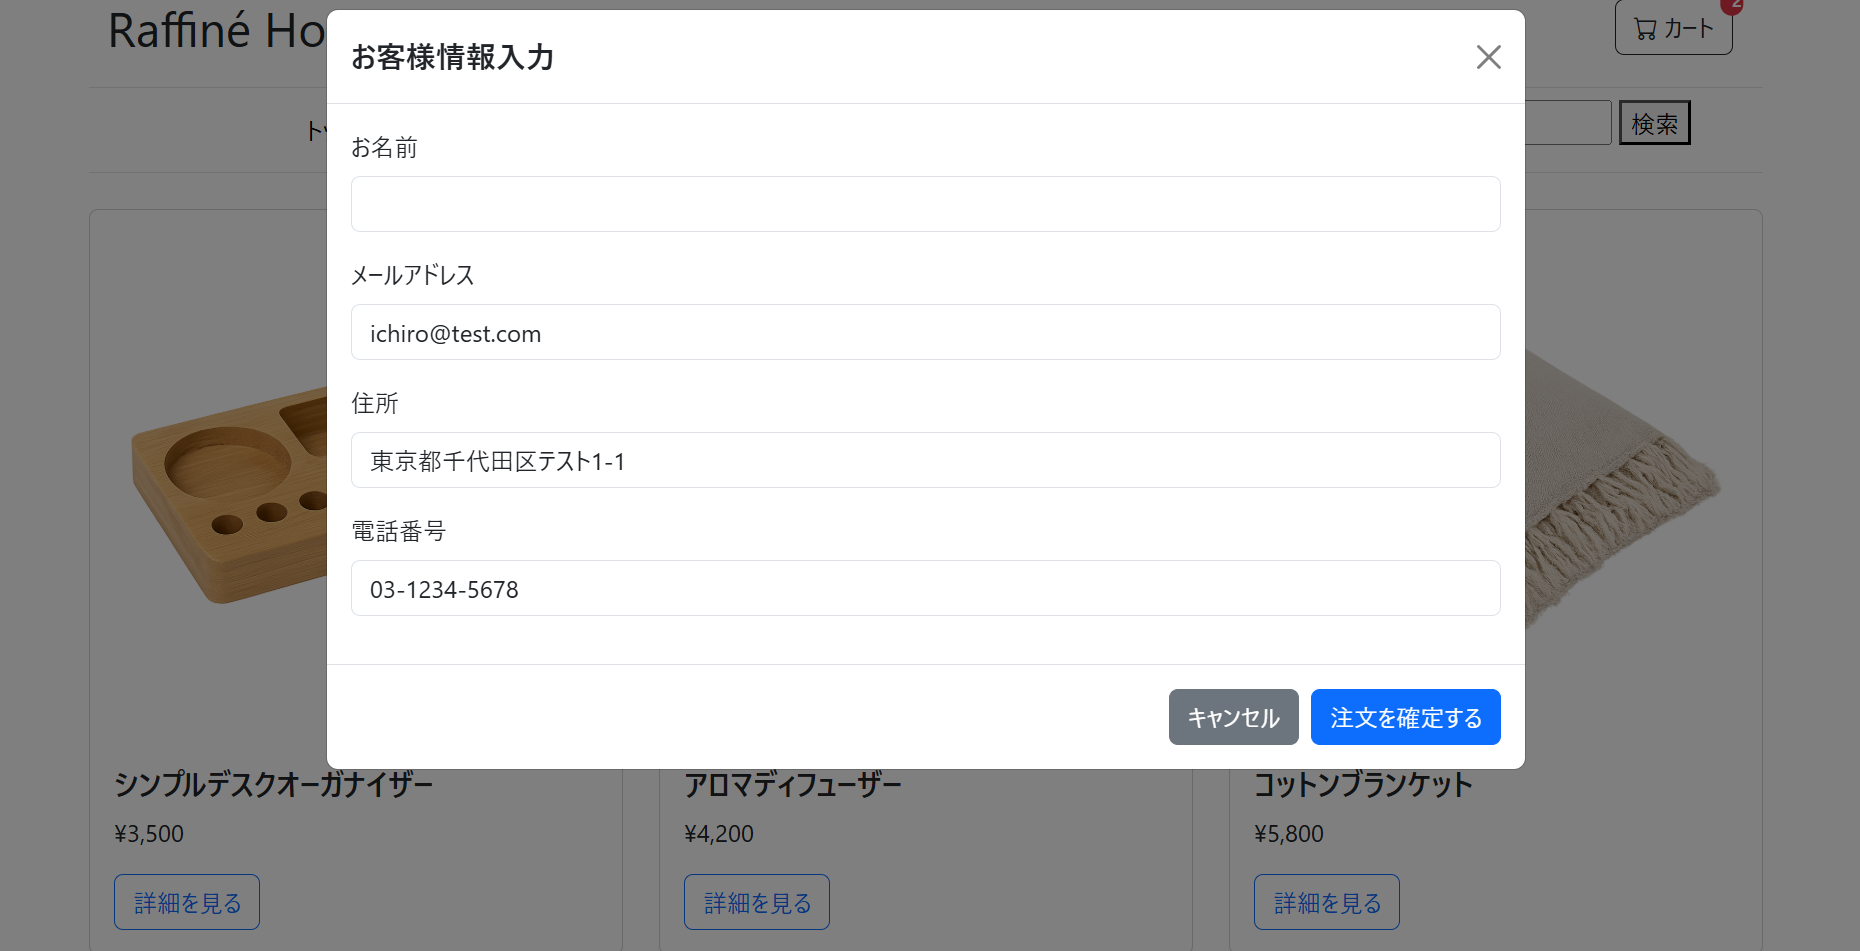 Raffiné Ho
カート
2
お客様情報入力
検索
お名前
メールアドレス
ichiro@test.com
住所
東京都千代田区テスト1-1
電話番号
03-1234-5678
キャンセル
注文を確定する
シンプルデスクオーガナイザー
アロマディフューザー
コットンブランケット
¥3,500
¥4,200
¥5,800
詳細を見る
詳細を見る
詳細を見る